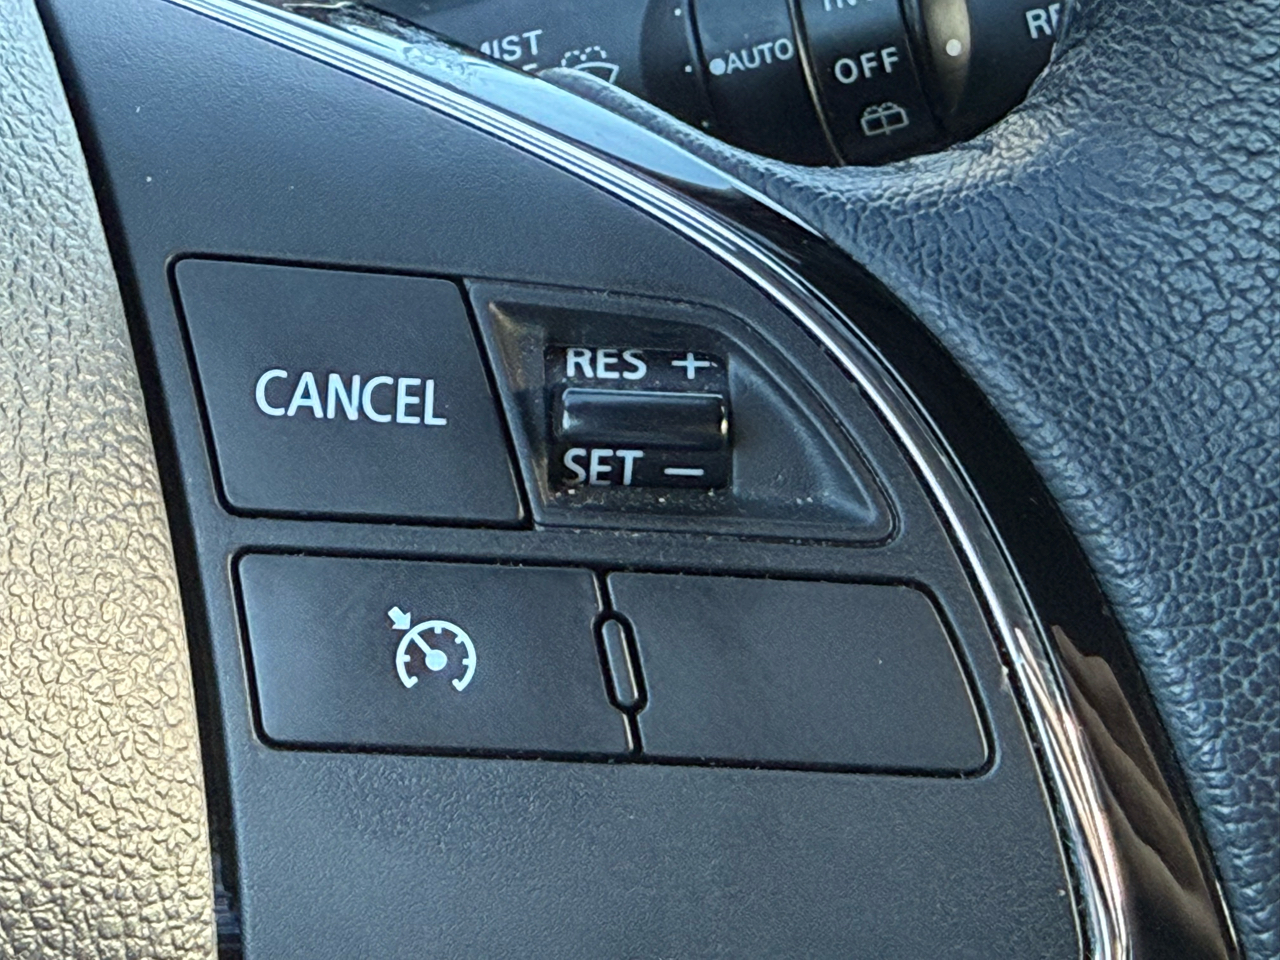 MIST
AUTO
OFF
CANCEL
RES +
SET –